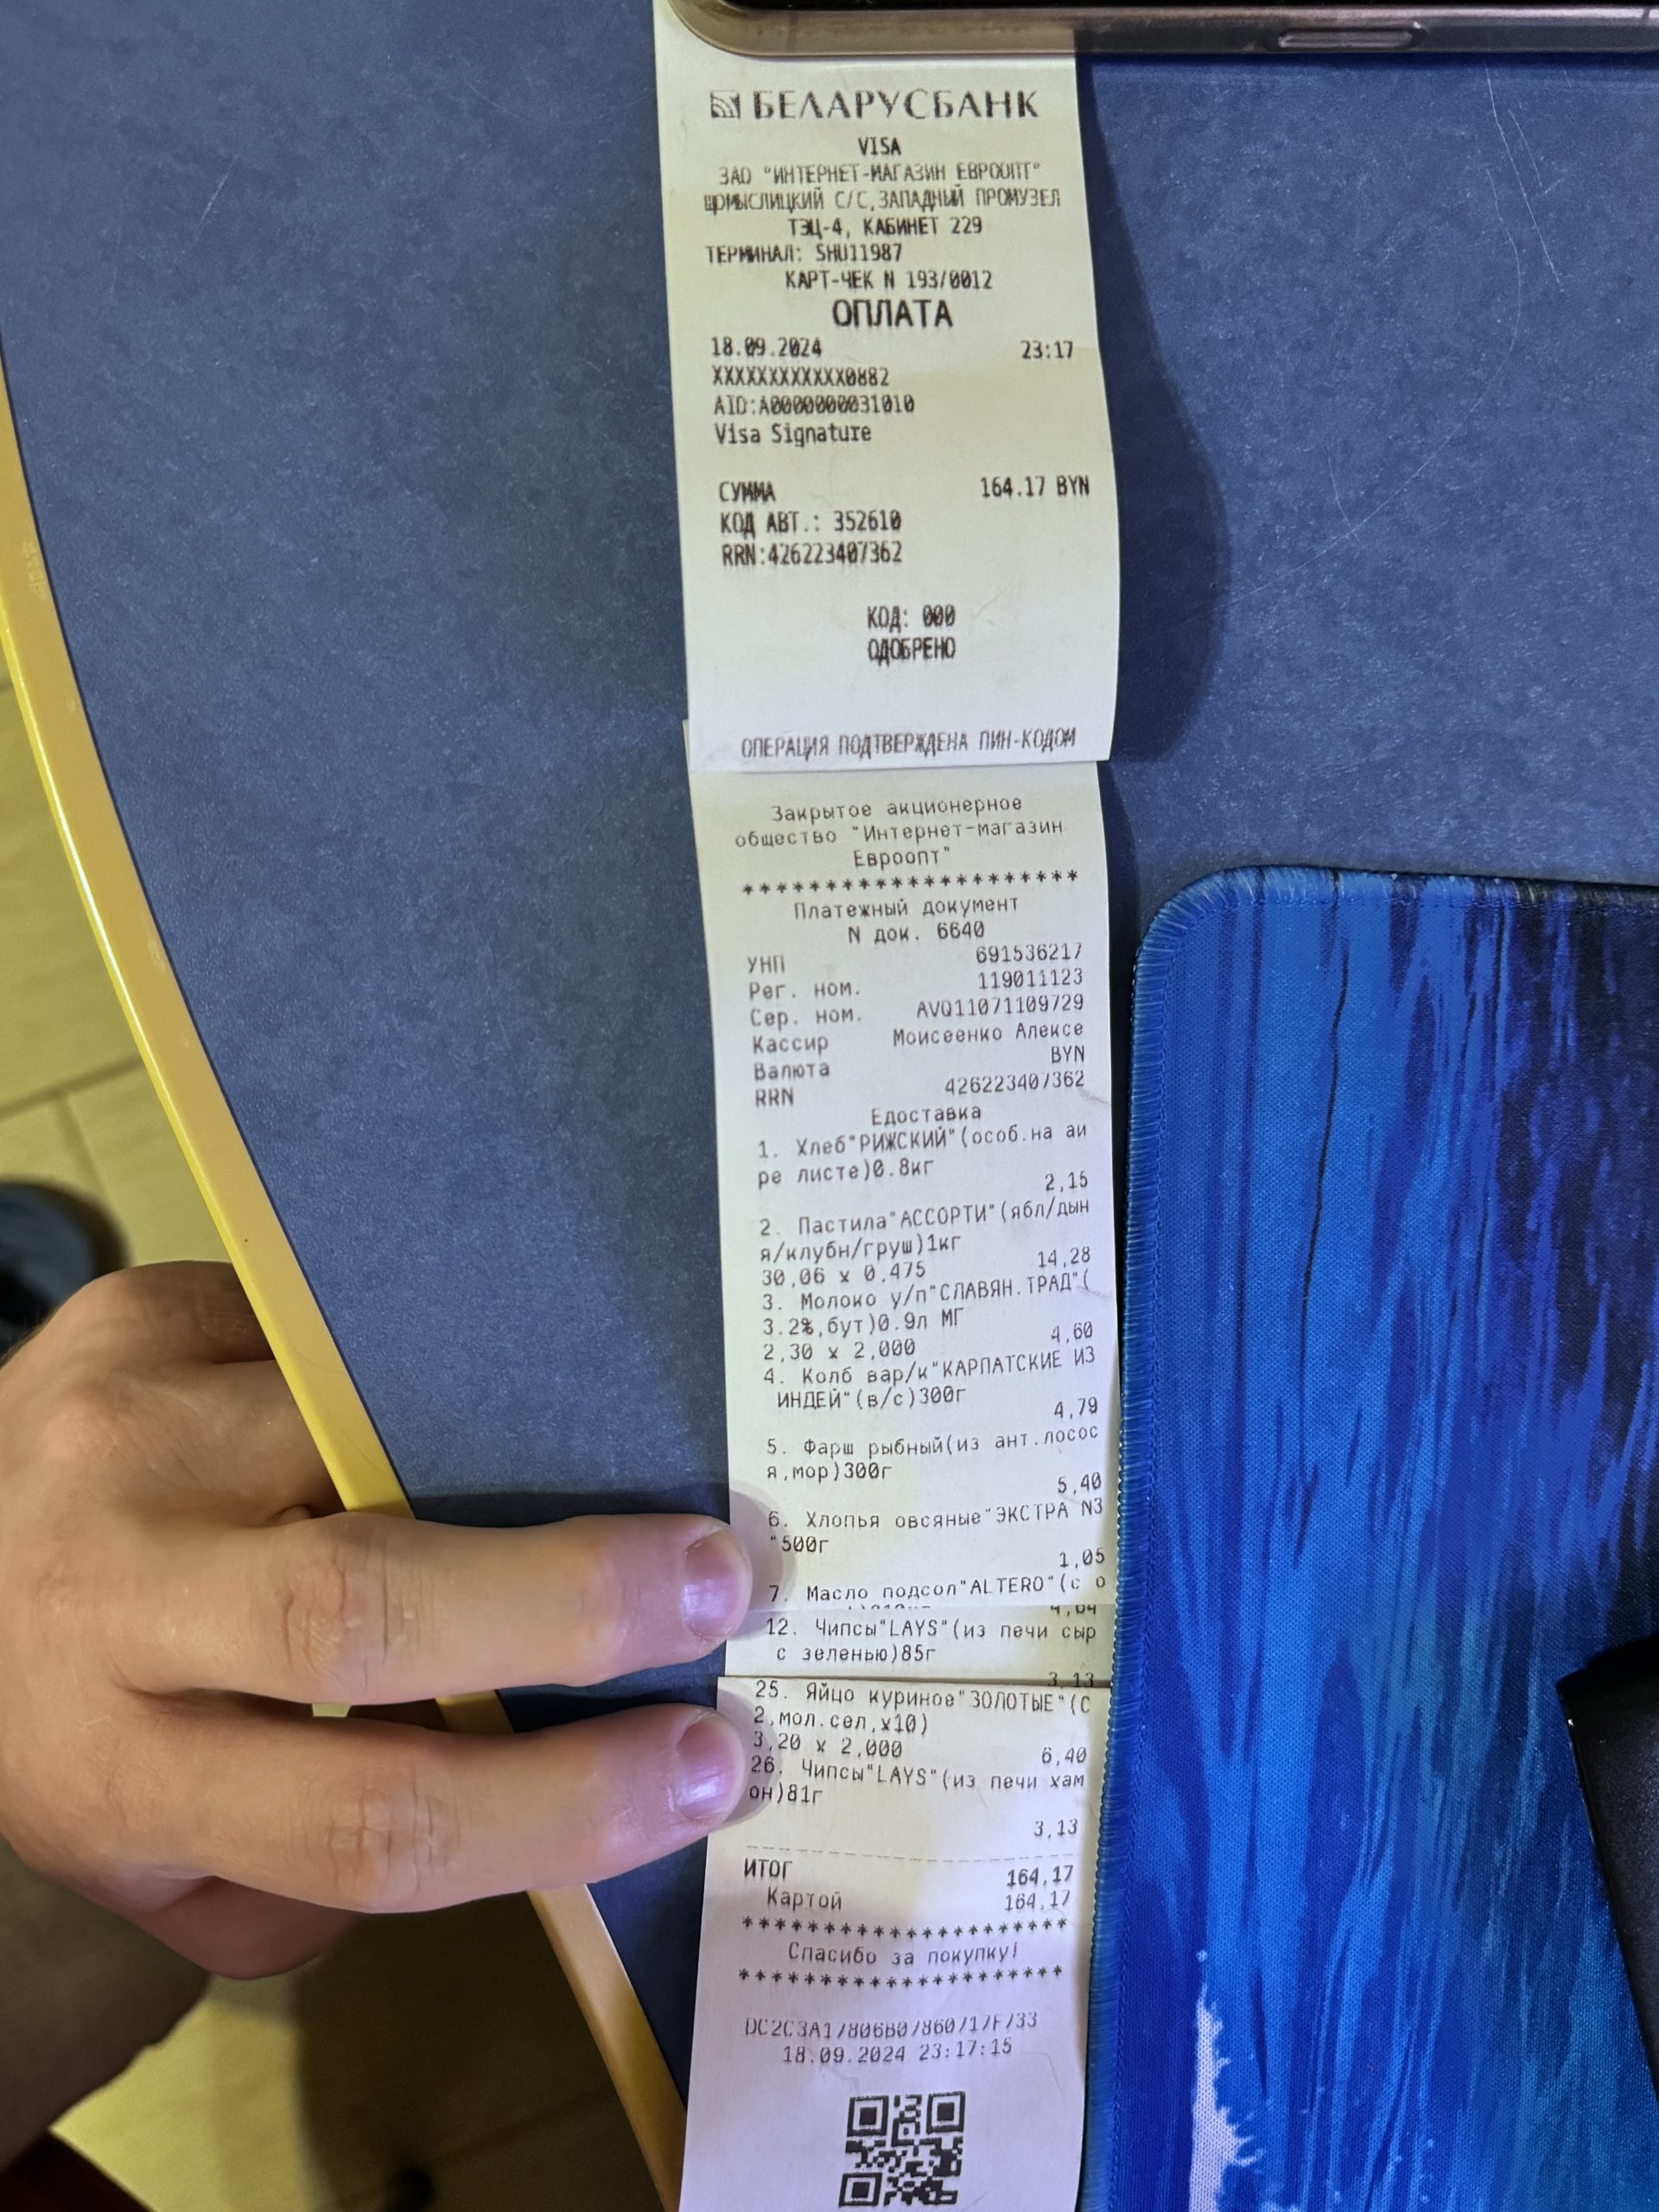 БЕЛАРУСБАНК
VISA
ЗАО "ИНТЕРНЕТ-МАГАЗИН ЕВРООПТ"
ЩОМЫСЛИЦКИЙ С/С,ЗАПАДНЫЙ ПРОМУЗЕЛ
ТЭЦ-4, КАБИНЕТ 229
ТЕРМИНАЛ: SHU11987
КАРТ-ЧЕК N 193/0012
ОПЛАТА
18.09.2024 23:17
XXXXXXXXXXXX0882
AID:A0000000031010
Visa Signature
СУММА 164.17 BYN
КОД АВТ.: 352610
RRN:426223407362
КОД: 000
ОДОБРЕНО
ОПЕРАЦИЯ ПОДТВЕРЖДЕНА ПИН-КОДОМ
Закрытое акционерное
общество "Интернет-магазин
Евроопт"
*********************
Платежный документ
N док. 6640
УНП 691536217
Рег. ном. 119011123
Сер. ном. AVQ11071109729
Кассир Моисеенко Алексе
Валюта BYN
RRN 426223407362
Едоставка
1. Хлеб"РИЖСКИЙ"(особ.на аи
ре листе)0.8кг
2,15
2. Пастила"АССОРТИ"(ябл/дын
я/клубн/груш)1кг
30,06 x 0,475 14,28
3. Молоко у/п"СЛАВЯН.ТРАД"(
3.2%,бут)0.9л МГ
2,30 x 2,000 4,60
4. Колб вар/к"КАРПАТСКИЕ ИЗ
ИНДЕЙ"(в/с)300г
4,79
5. Фарш рыбный(из ант.лосос
я,мор)300г
5,40
6. Хлопья овсяные"ЭКСТРА N3
"500г
1,05
7. Масло подсол"ALTERO"(с о
4,64
12. Чипсы"LAYS"(из печи сыр
с зеленью)85г
3,13
25. Яйцо куриное"ЗОЛОТЫЕ"(С
2,мол.сел,x10)
3,20 x 2,000 6,40
26. Чипсы"LAYS"(из печи хам
он)81г
3,13
ИТОГ 164,17
Картой 164,17
********************
Спасибо за покупку!
********************
18.09.2024 23:17:15